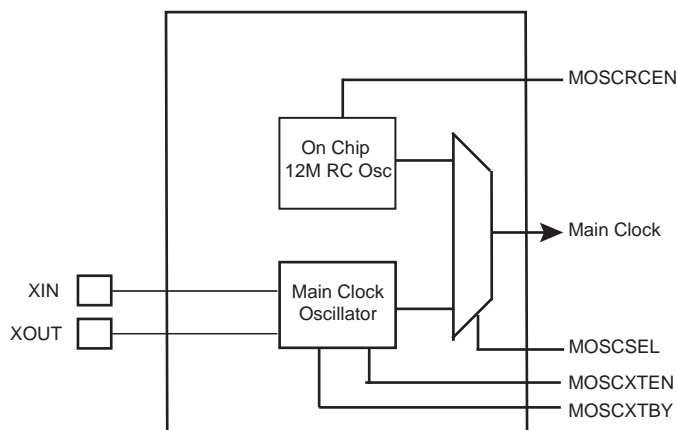 MOSCRCEN
On Chip
12M RC Osc
Main Clock
XIN
Main Clock
Oscillator
XOUT
MOSCSEL
MOSCXTEN
MOSCXTBY